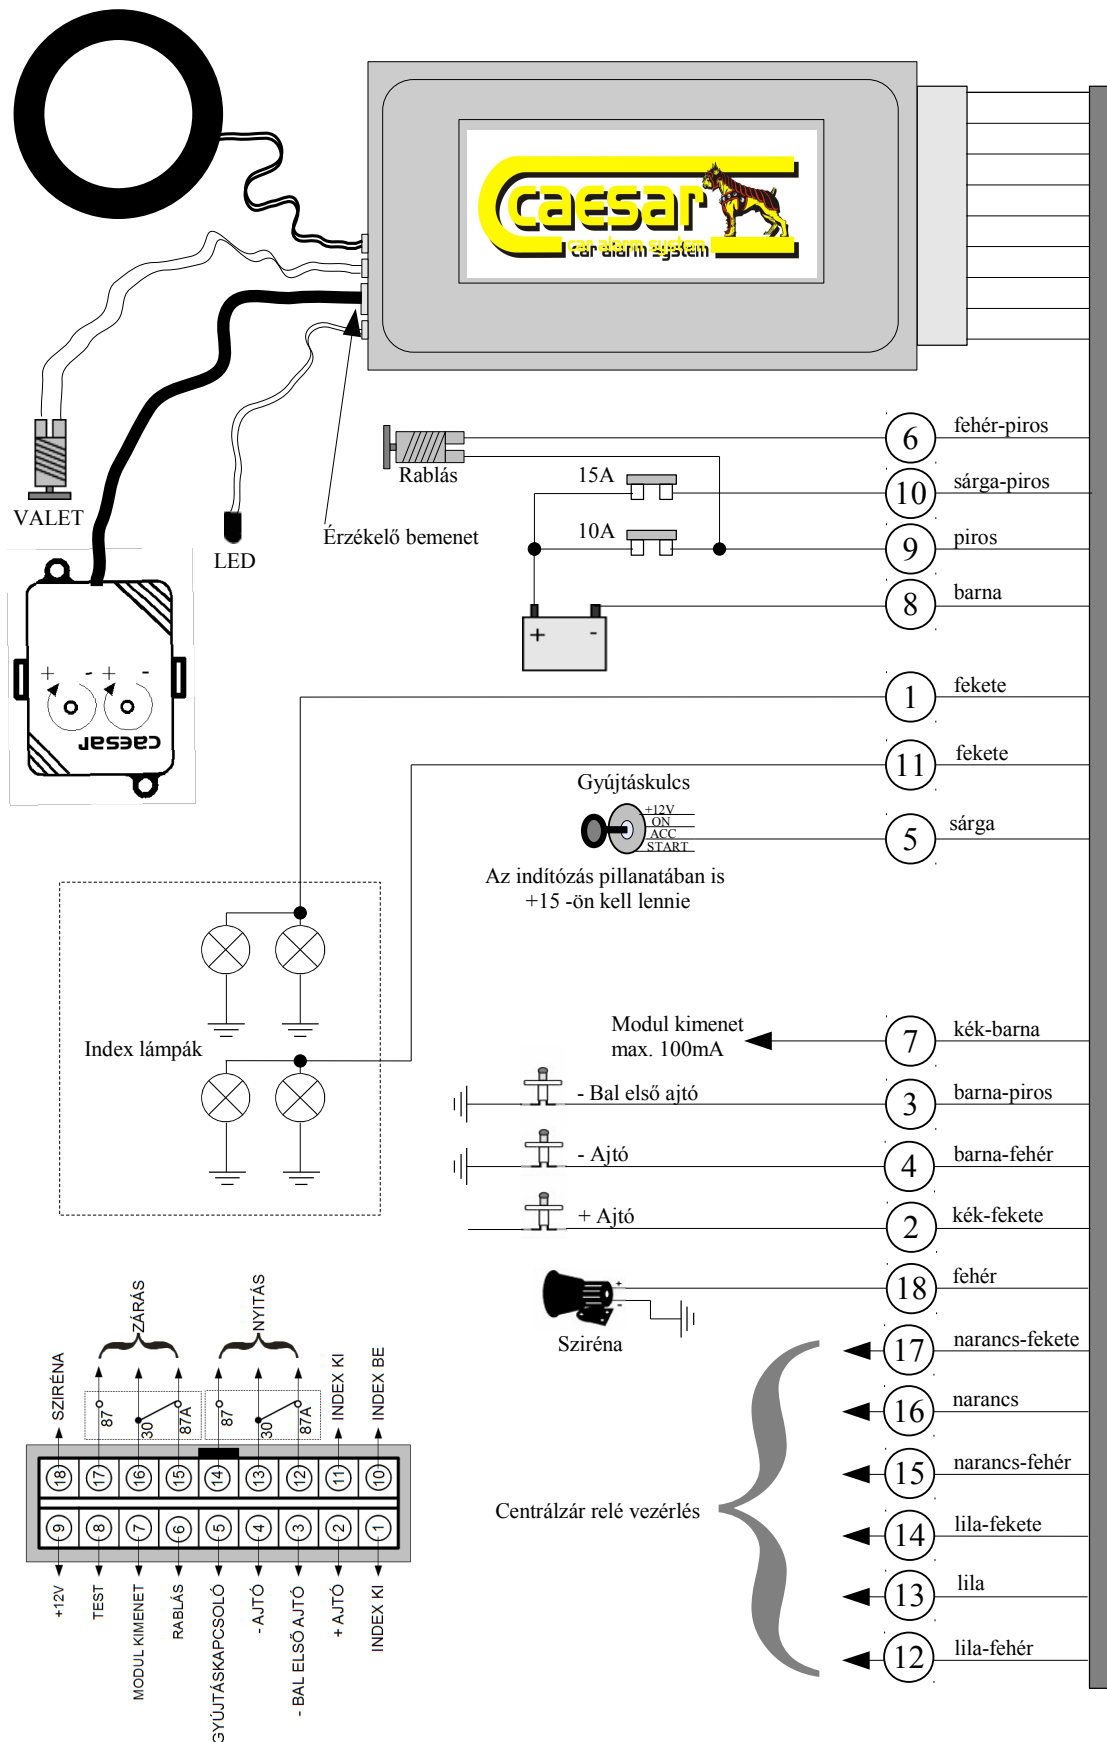 caesar
car alarm system
VALET
LED
Érzékelő bemenet
+ - + -
caesar
Rablás
6 fehér-piros
15A
10 sárga-piros
10A
9 piros
+ -
8 barna
1 fekete
11 fekete
Gyújtáskulcs
+12V
ON
ACC
START
5 sárga
Az indítózás pillanatában is
+15 -ön kell lennie
Index lámpák
Modul kimenet
max. 100mA
7 kék-barna
- Bal első ajtó
3 barna-piros
- Ajtó
4 barna-fehér
+ Ajtó
2 kék-fekete
+
-
Sziréna
18 fehér
17 narancs-fekete
16 narancs
15 narancs-fehér
Centrálzár relé vezérlés
14 lila-fekete
13 lila
12 lila-fehér
ZÁRÁS
NYITÁS
SZIRÉNA
87
30
87A
87
30
87A
INDEX KI
INDEX BE
18 17 16 15 14 13 12 11 10
9 8 7 6 5 4 3 2 1
+12V
TEST
MODUL KIMENET
RABLÁS
GYÚJTÁSKAPCSOLÓ
- AJTÓ
- BAL ELSŐ AJTÓ
+ AJTÓ
INDEX KI